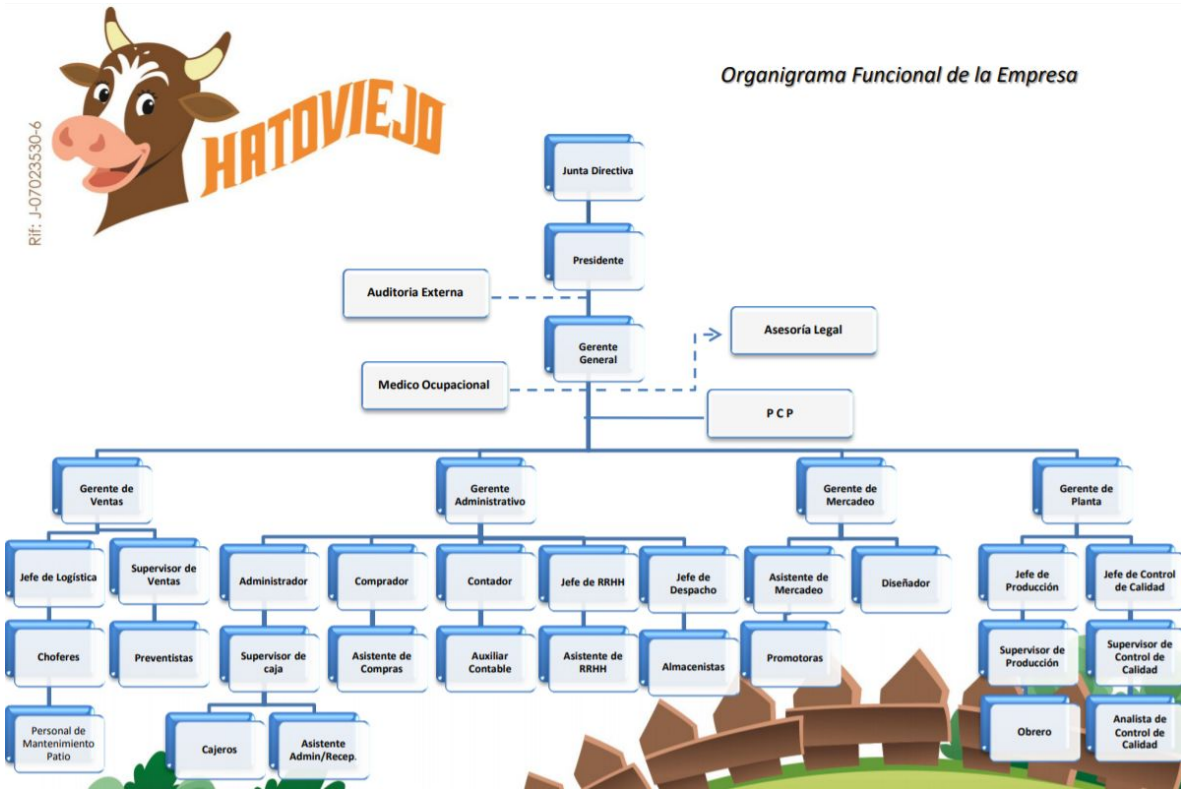 Organigrama Funcional de la Empresa
HATOVIEJO
Rif: J-07023530-6
Junta Directiva
Presidente
Auditoria Externa
Gerente
General
Asesoría Legal
Medico Ocupacional
P C P
Gerente de
Ventas
Gerente
Administrativo
Gerente de
Mercadeo
Gerente de
Planta
Jefe de Logística
Supervisor de
Ventas
Administrador
Comprador
Contador
Jefe de RRHH
Jefe de
Despacho
Asistente de
Mercadeo
Diseñador
Jefe de
Producción
Jefe de Control
de Calidad
Choferes
Preventistas
Supervisor de
caja
Asistente de
Compras
Auxiliar
Contable
Asistente de
RRHH
Almacenistas
Promotoras
Supervisor de
Producción
Supervisor de
Control de
Calidad
Personal de
Mantenimiento
Patio
Cajeros
Asistente
Admin/Recep.
Obrero
Analista de
Control de
Calidad